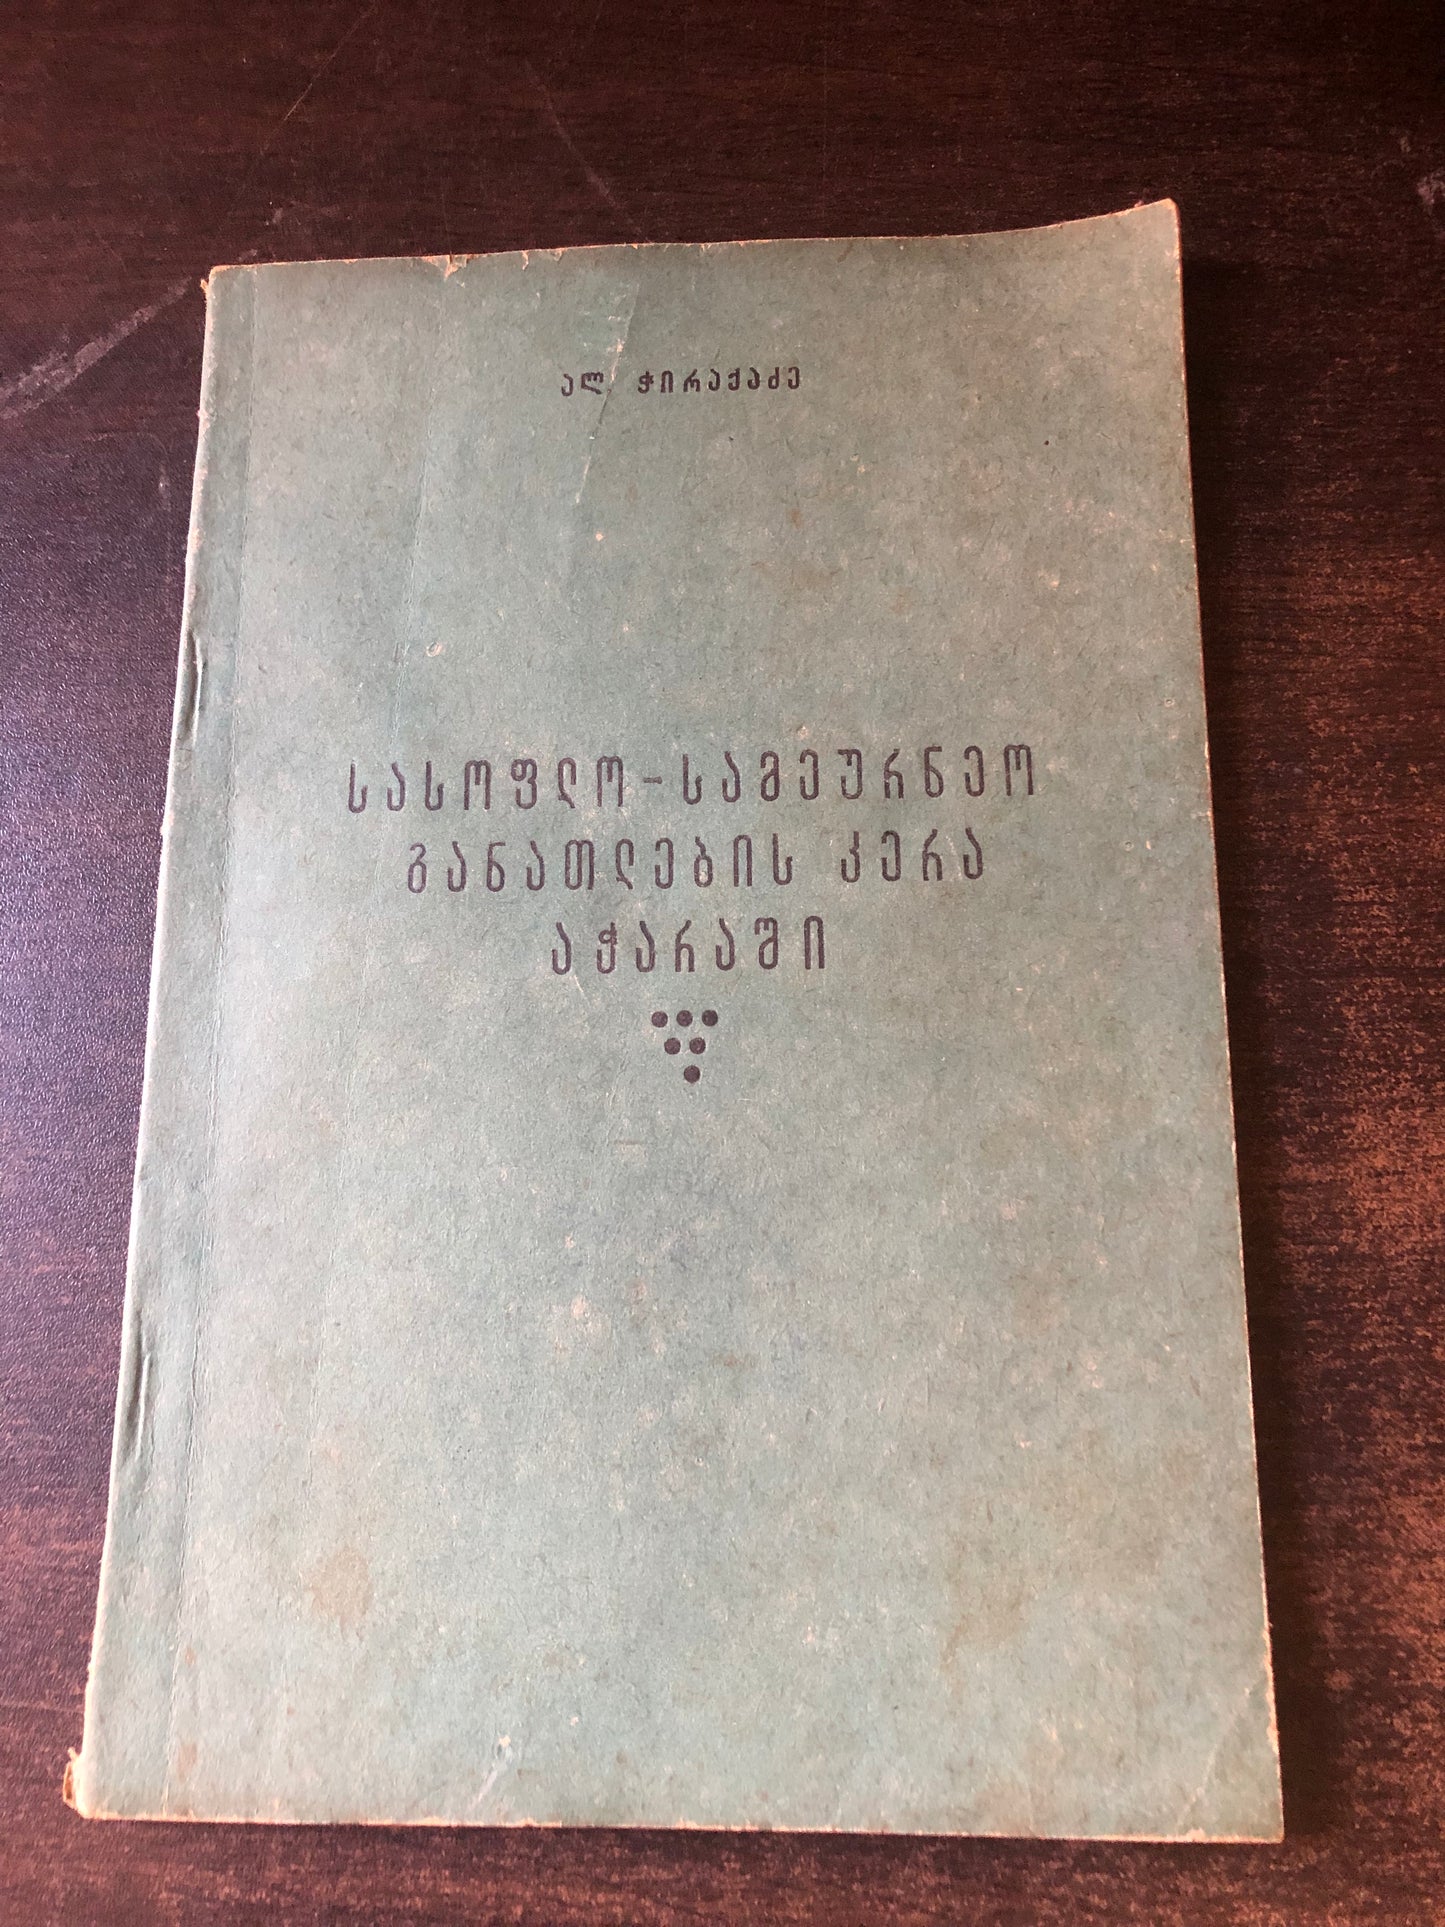 ალ. ჭირაქაძე
სასოფლო-სამეურნეო
განათლების კერა
აჭარაში